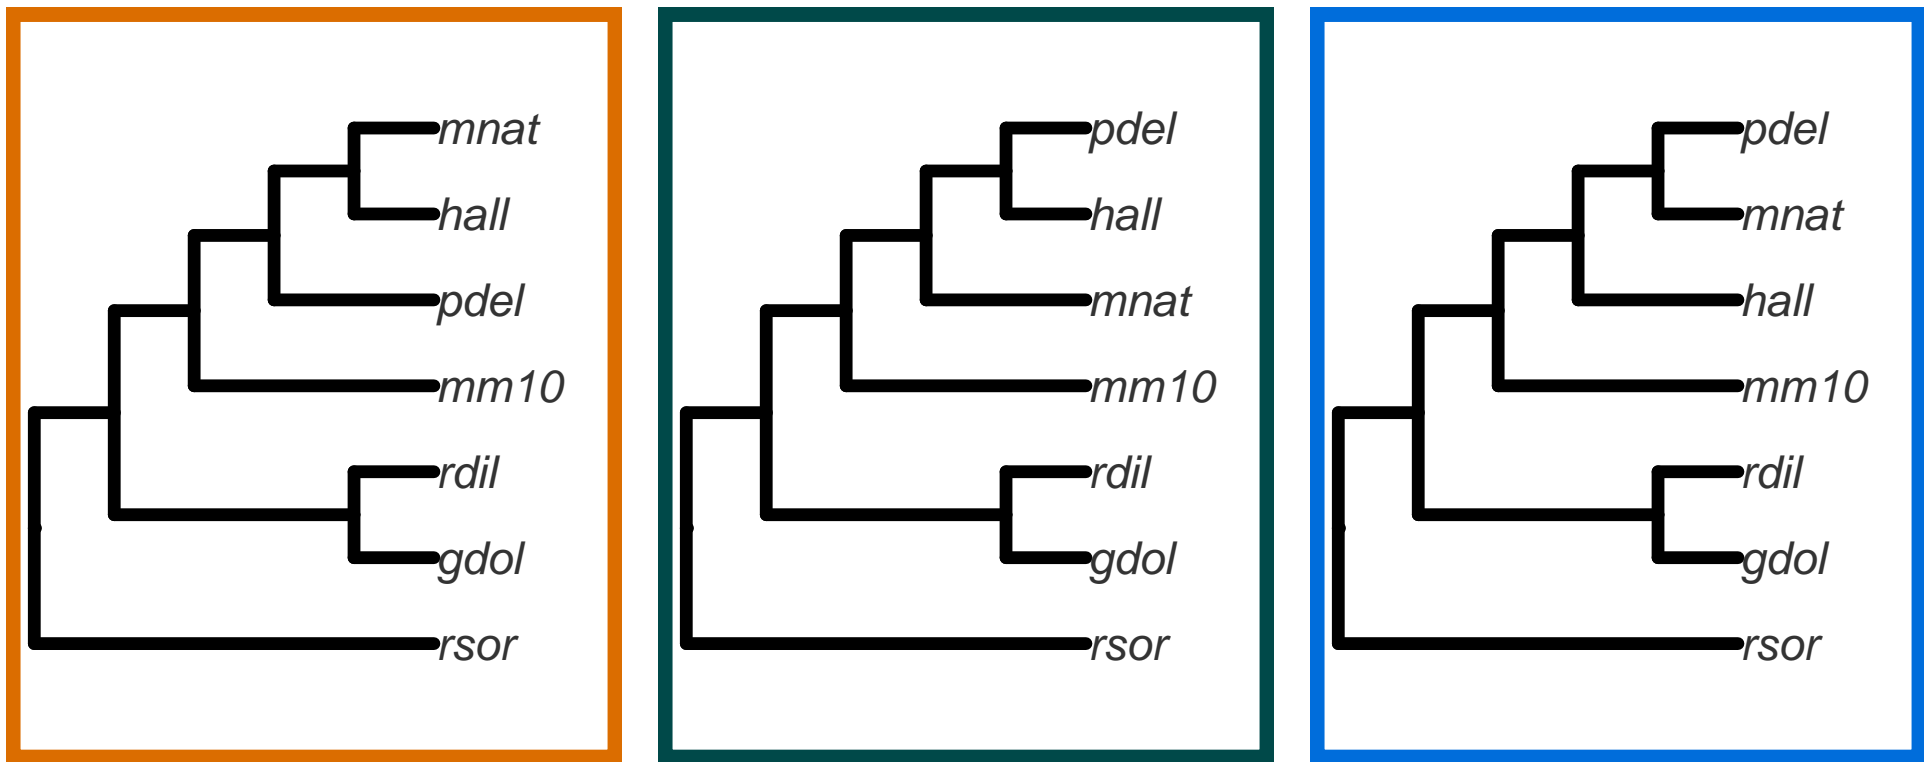 mnat
hall
pdel
mm10
rdil
gdol
rsor
pdel
hall
mnat
mm10
rdil
gdol
rsor
pdel
mnat
hall
mm10
rdil
gdol
rsor